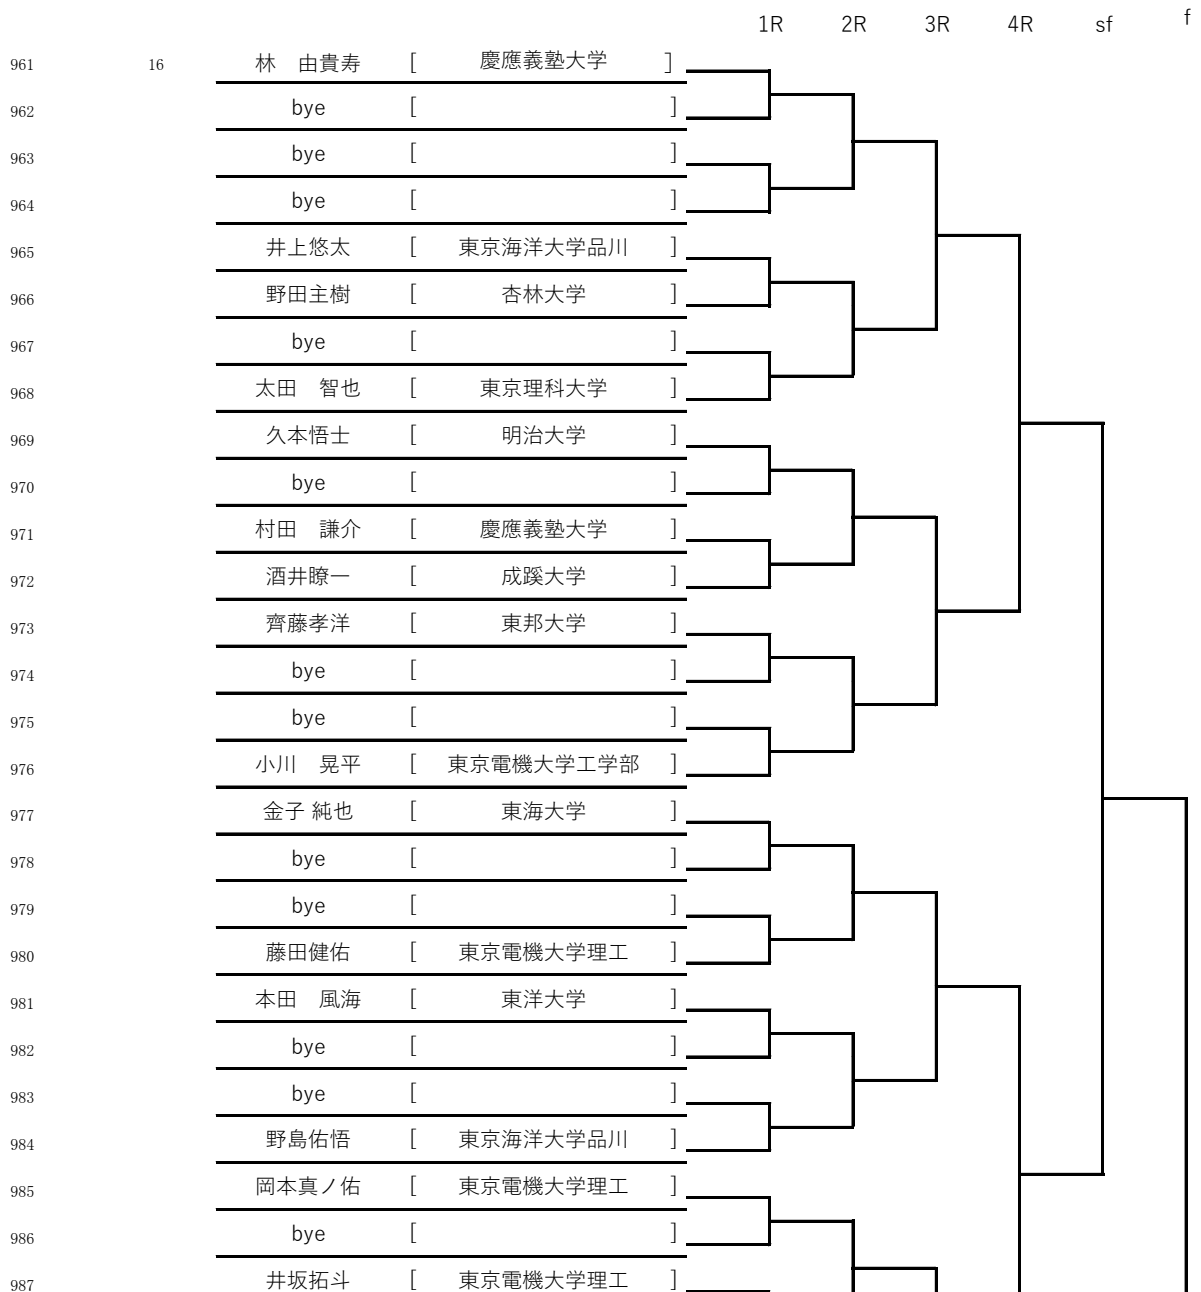 1R 2R 3R 4R sf f
961 16 林　由貴寿 [ 慶應義塾大学 ]
962 bye [ ]
963 bye [ ]
964 bye [ ]
965 井上悠太 [ 東京海洋大学品川 ]
966 野田主樹 [ 杏林大学 ]
967 bye [ ]
968 太田　智也 [ 東京理科大学 ]
969 久本悟士 [ 明治大学 ]
970 bye [ ]
971 村田　謙介 [ 慶應義塾大学 ]
972 酒井瞭一 [ 成蹊大学 ]
973 齊藤孝洋 [ 東邦大学 ]
974 bye [ ]
975 bye [ ]
976 小川　晃平 [ 東京電機大学工学部 ]
977 金子 純也 [ 東海大学 ]
978 bye [ ]
979 bye [ ]
980 藤田健佑 [ 東京電機大学理工 ]
981 本田　風海 [ 東洋大学 ]
982 bye [ ]
983 bye [ ]
984 野島佑悟 [ 東京海洋大学品川 ]
985 岡本真ノ佑 [ 東京電機大学理工 ]
986 bye [ ]
987 井坂拓斗 [ 東京電機大学理工 ]